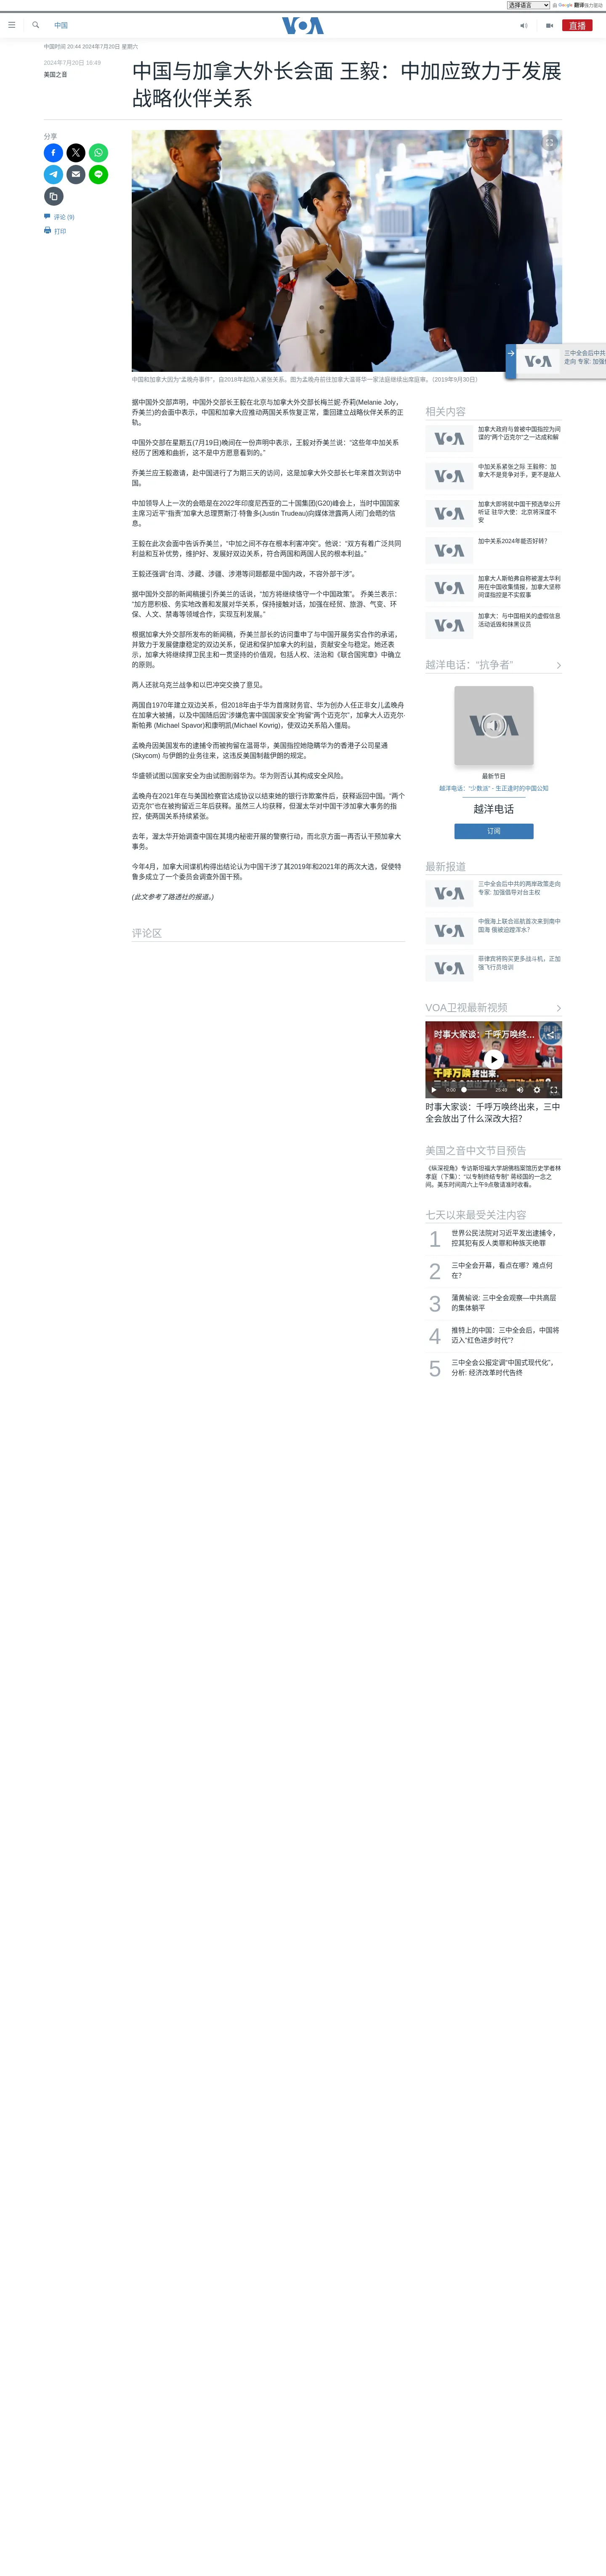 选择语言
由 Google 翻译强力驱动
中国
VOA
直播
中国时间 20:44 2024年7月20日 星期六
2024年7月20日 16:49
美国之音
中国与加拿大外长会面 王毅：中加应致力于发展
战略伙伴关系
分享
评论 (9)
打印
中国和加拿大因为“孟晚舟事件”，自2018年起陷入紧张关系。图为孟晚舟前往加拿大温哥华一家法庭继续出席庭审。（2019年9月30日）
据中国外交部声明，中国外交部长王毅在北京与加拿大外交部长梅兰妮·乔莉(Melanie Joly，
乔美兰)的会面中表示，中国和加拿大应推动两国关系恢复正常，重回建立战略伙伴关系的正
轨。
中国外交部在星期五(7月19日)晚间在一份声明中表示，王毅对乔美兰说：“这些年中加关系
经历了困难和曲折，这不是中方愿意看到的。”
乔美兰应王毅邀请，赴中国进行了为期三天的访问，这是加拿大外交部长七年来首次到访中
国。
中加领导人上一次的会晤是在2022年印度尼西亚的二十国集团(G20)峰会上，当时中国国家
主席习近平“指责”加拿大总理贾斯汀·特鲁多(Justin Trudeau)向媒体泄露两人闭门会晤的信
息。
王毅在此次会面中告诉乔美兰，“中加之间不存在根本利害冲突”。他说：“双方有着广泛共同
利益和互补优势，维护好、发展好双边关系，符合两国和两国人民的根本利益。”
王毅还强调“台湾、涉藏、涉疆、涉港等问题都是中国内政，不容外部干涉”。
据中国外交部的新闻稿援引乔美兰的话说，“加方将继续恪守一个中国政策”。 乔美兰表示：
“加方愿积极、务实地改善和发展对华关系，保持接触对话，加强在经贸、旅游、气变、环
保、人文、禁毒等领域合作，实现互利发展。”
根据加拿大外交部所发布的新闻稿，乔美兰部长的访问重申了与中国开展务实合作的承诺，
并致力于发展健康稳定的双边关系，促进和保护加拿大的利益，贡献安全与稳定。她还表
示，加拿大将继续捍卫民主和一贯坚持的价值观，包括人权、法治和《联合国宪章》中确立
的原则。
两人还就乌克兰战争和以巴冲突交换了意见。
两国自1970年建立双边关系，但2018年由于华为首席财务官、华为创办人任正非女儿孟晚舟
在加拿大被捕，以及中国随后因“涉嫌危害中国国家安全”拘留“两个迈克尔”，加拿大人迈克尔·
斯帕弗 (Michael Spavor)和康明凯(Michael Kovrig)，使双边关系陷入僵局。
孟晚舟因美国发布的逮捕令而被拘留在温哥华，美国指控她隐瞒华为的香港子公司星通
(Skycom) 与伊朗的业务往来，这违反美国制裁伊朗的规定。
华盛顿试图以国家安全为由试图削弱华为。华为则否认其构成安全风险。
孟晚舟在2021年在与美国检察官达成协议以结束她的银行诈欺案件后，获释返回中国。“两个
迈克尔”也在被拘留近三年后获释。虽然三人均获释，但渥太华对中国干涉加拿大事务的指
控，使两国关系持续紧张。
去年，渥太华开始调查中国在其境内秘密开展的警察行动，而北京方面一再否认干预加拿大
事务。
今年4月，加拿大间谍机构得出结论认为中国干涉了其2019年和2021年的两次大选，促使特
鲁多成立了一个委员会调查外国干预。
(此文参考了路透社的报道。)
评论区
三中全会后中共
走向 专家: 加强倡
相关内容
加拿大政府与曾被中国指控为间
谍的“两个迈克尔”之一达成和解
中加关系紧张之际 王毅称：加
拿大不是竞争对手，更不是敌人
加拿大即将就中国干预选举公开
听证 驻华大使：北京将深度不
安
加中关系2024年能否好转？
加拿大人斯帕弗自称被渥太华利
用在中国收集情报，加拿大坚称
间谍指控是不实叙事
加拿大：与中国相关的虚假信息
活动诋毁和抹黑议员
越洋电话：“抗争者”
最新节目
越洋电话：“少数派” - 生正逢时的中国公知
越洋电话
订阅
最新报道
三中全会后中共的两岸政策走向
专家: 加强倡导对台主权
中俄海上联合巡航首次来到南中
国海 俄被迫蹚浑水？
菲律宾将购买更多战斗机，正加
强飞行员培训
VOA卫视最新视频
时事大家谈：千呼万唤终...
千呼万唤终出来,
0:00
25:49
时事大家谈：千呼万唤终出来，三中
全会放出了什么深改大招？
美国之音中文节目预告
《纵深视角》专访斯坦福大学胡佛档案馆历史学者林
孝庭（下集）：“以专制终结专制” 蒋经国的一念之
间。美东时间周六上午9点敬请准时收看。
七天以来最受关注内容
1
世界公民法院对习近平发出逮捕令，
控其犯有反人类罪和种族灭绝罪
2
三中全会开幕，看点在哪？难点何
在？
3
蒲黄榆说: 三中全会观察—中共高层
的集体躺平
4
推特上的中国：三中全会后，中国将
迈入“红色进步时代”？
5
三中全会公报定调“中国式现代化”，
分析: 经济改革时代告终